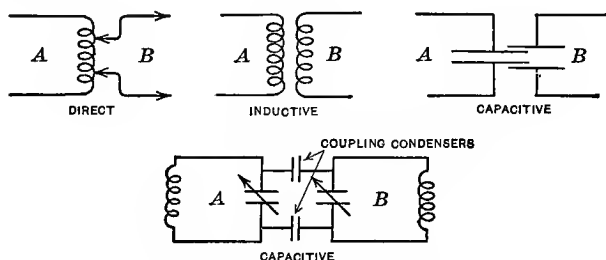 A B A B A B
DIRECT INDUCTIVE CAPACITIVE
COUPLING CONDENSERS
A B
CAPACITIVE